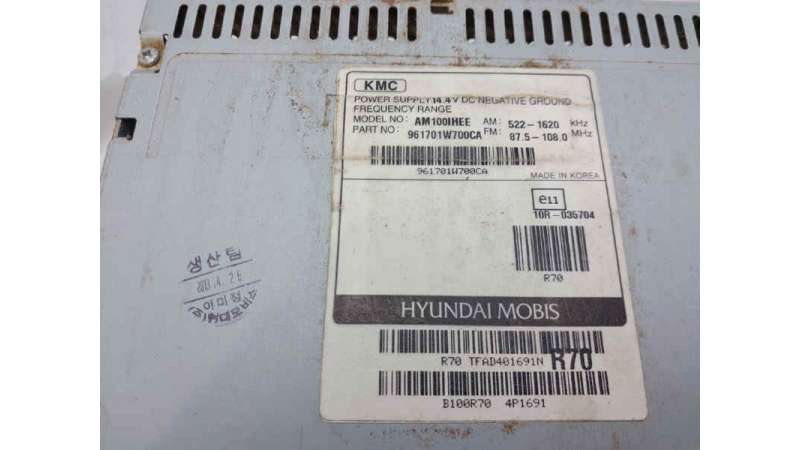 KMC
POWER SUPPLY 14.4V DC NEGATIVE GROUND
FREQUENCY RANGE
MODEL NO: AM100IHEE AM: 522-1620 kHz
PART NO: 961701W700CA FM: 87.5-108.0 MHz
961701W700CA
MADE IN KOREA
e11
10R-035704
R70
HYUNDAI MOBIS
R70 TFAD401691N R70
B100R70 4P1691
생산팀
4. 26